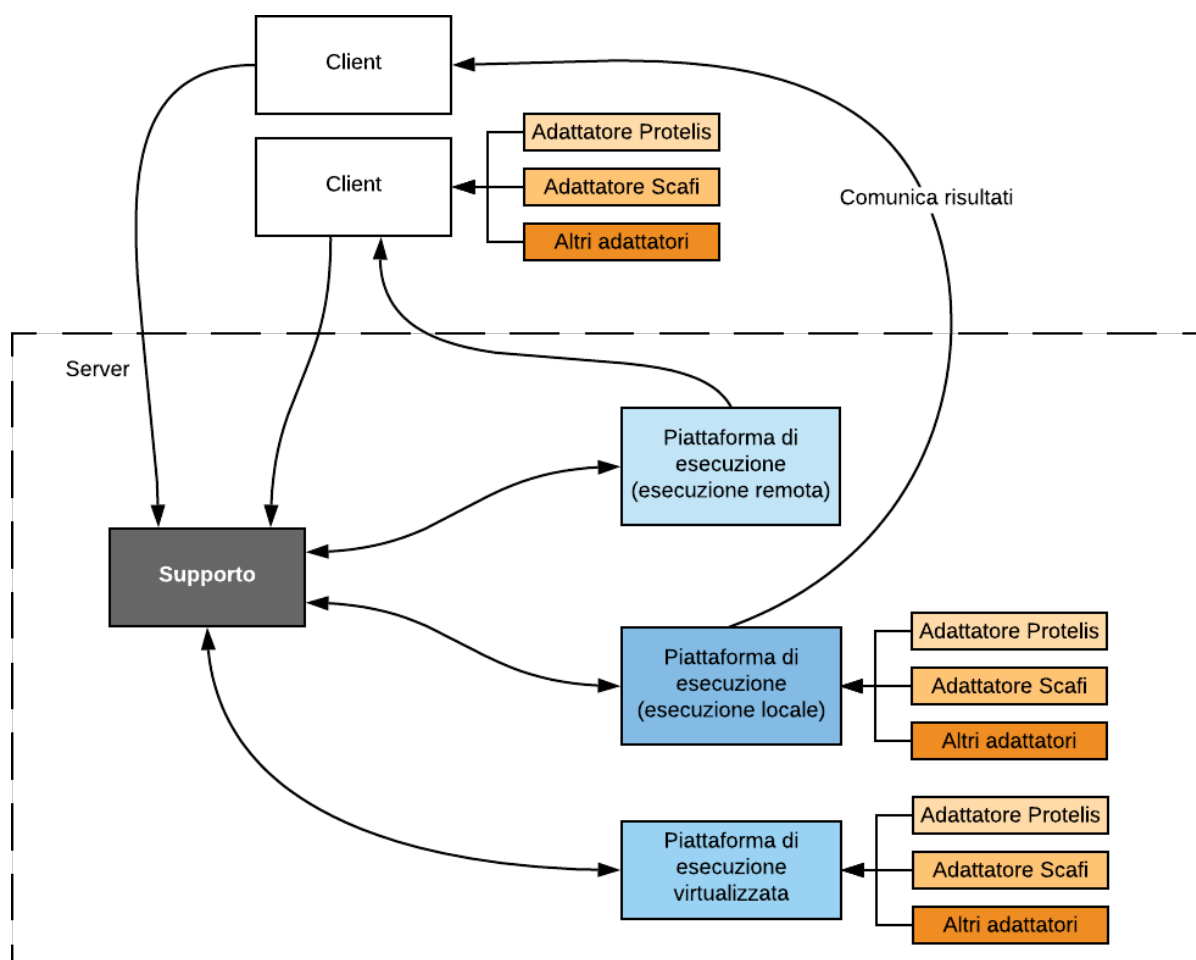 Client
Client
Adattatore Protelis
Adattatore Scafi
Altri adattatori
Comunica risultati
Server
Piattaforma di
esecuzione
(esecuzione remota)
Supporto
Piattaforma di
esecuzione
(esecuzione locale)
Adattatore Protelis
Adattatore Scafi
Altri adattatori
Piattaforma di
esecuzione
virtualizzata
Adattatore Protelis
Adattatore Scafi
Altri adattatori